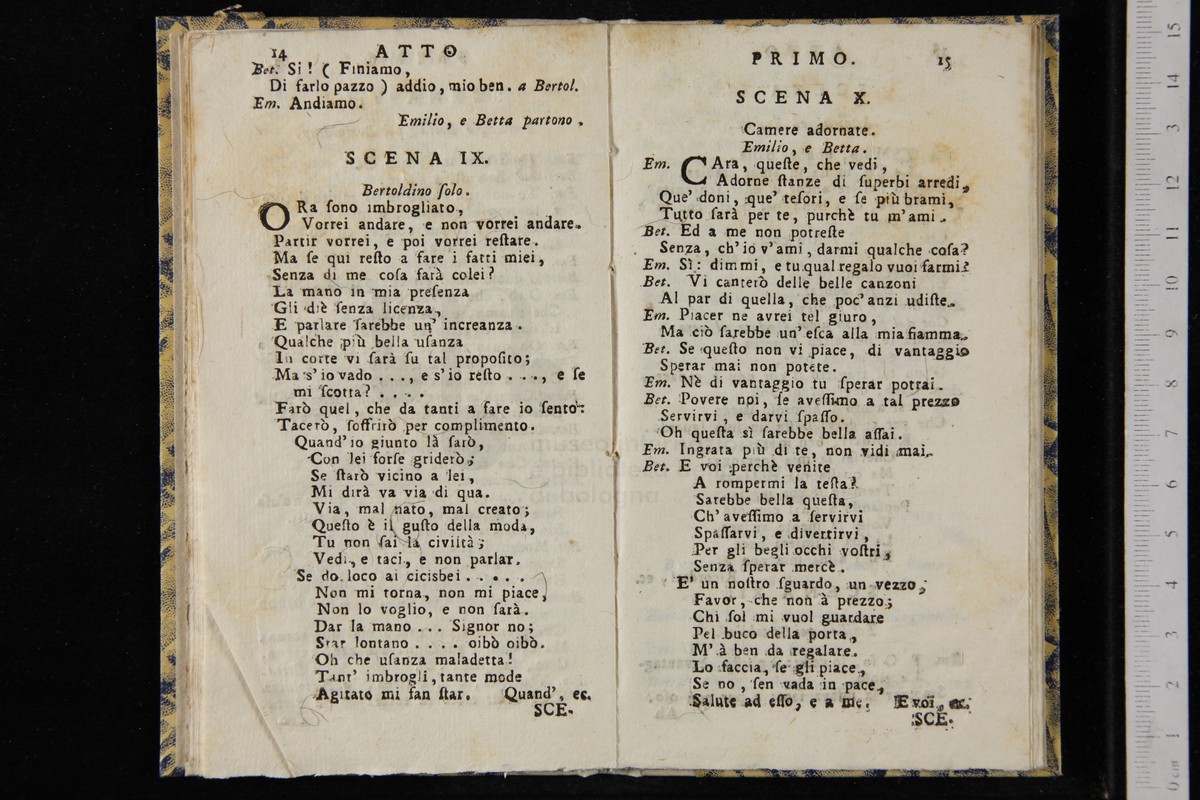 14 ATTO
Bet. Si! ( Finiamo,
Di farlo pazzo ) addio, mio ben. a Bertol.
Em. Andiamo.
Emilio, e Betta partono.
SCENA IX.
Bertoldino ſolo.
ORa ſono imbrogliato,
Vorrei andare, e non vorrei andare.
Partir vorrei, e poi vorrei reſtare.
Ma ſe qui reſto a fare i fatti miei,
Senza di me coſa farà colei?
La mano in mia preſenza
Gli diè ſenza licenza,
E parlare ſarebbe un' increanza.
Qualche più bella uſanza
In corte vi ſarà ſu tal propoſito;
Ma s' io vado ..., e s' io reſto ...., e ſe
mi ſcotta? ....
Farò quel, che da tanti a fare io ſento:
Tacerò, ſoffrirò per complimento.
Quand' io giunto là ſarò,
Con lei forſe griderò;
Se ſtarò vicino a lei,
Mi dirà va via di qua.
Via, mal nato, mal creato;
Queſto è il guſto della moda,
Tu non ſai la civiltà;
Vedi, e taci, e non parlar.
Se do loco ai cicisbei . . . . .
Non mi torna, non mi piace,
Non lo voglio, e non ſarà.
Dar la mano ... Signor no;
Star lontano .... oibò oibò.
Oh che uſanza maladetta!
Tant' imbrogli, tante mode
Agitato mi fan ſtar. Quand', ec.
SCE-
PRIMO. 15
SCENA X.
Camere adornate.
Emilio, e Betta.
Em. CAra, queſte, che vedi,
Adorne ſtanze di ſuperbi arredi,
Que' doni, que' teſori, e ſe più brami,
Tutto ſarà per te, purchè tu m' ami.
Bet. Ed a me non potreſte
Senza, ch' io v' ami, darmi qualche coſa?
Em. Sì: dimmi, e tu qual regalo vuoi farmi?
Bet. Vi canterò delle belle canzoni
Al par di quella, che poc' anzi udiſte.
Em. Piacer ne avrei tel giuro,
Ma ciò ſarebbe un' eſca alla mia fiamma.
Bet. Se queſto non vi piace, di vantaggio
Sperar mai non potete.
Em. Nè di vantaggio tu ſperar potrai.
Bet. Povere noi, ſe aveſſimo a tal prezzo
Servirvi, e darvi ſpaſſo.
Oh queſta sì ſarebbe bella aſſai.
Em. Ingrata più di te, non vidi mai.
Bet. E voi perchè venite
A rompermi la teſta?
Sarebbe bella queſta,
Ch' aveſſimo a ſervirvi
Spaſſarvi, e divertirvi,
Per gli begli occhi voſtri,
Senza ſperar mercè.
E' un noſtro ſguardo, un vezzo,
Favor, che non à prezzo;
Chi ſol mi vuol guardare
Pel buco della porta,
M' à ben da regalare.
Lo faccia, ſe gli piace,
Se no, ſen vada in pace,
Salute ad eſſo, e a me. E voi, ec.
SCE-